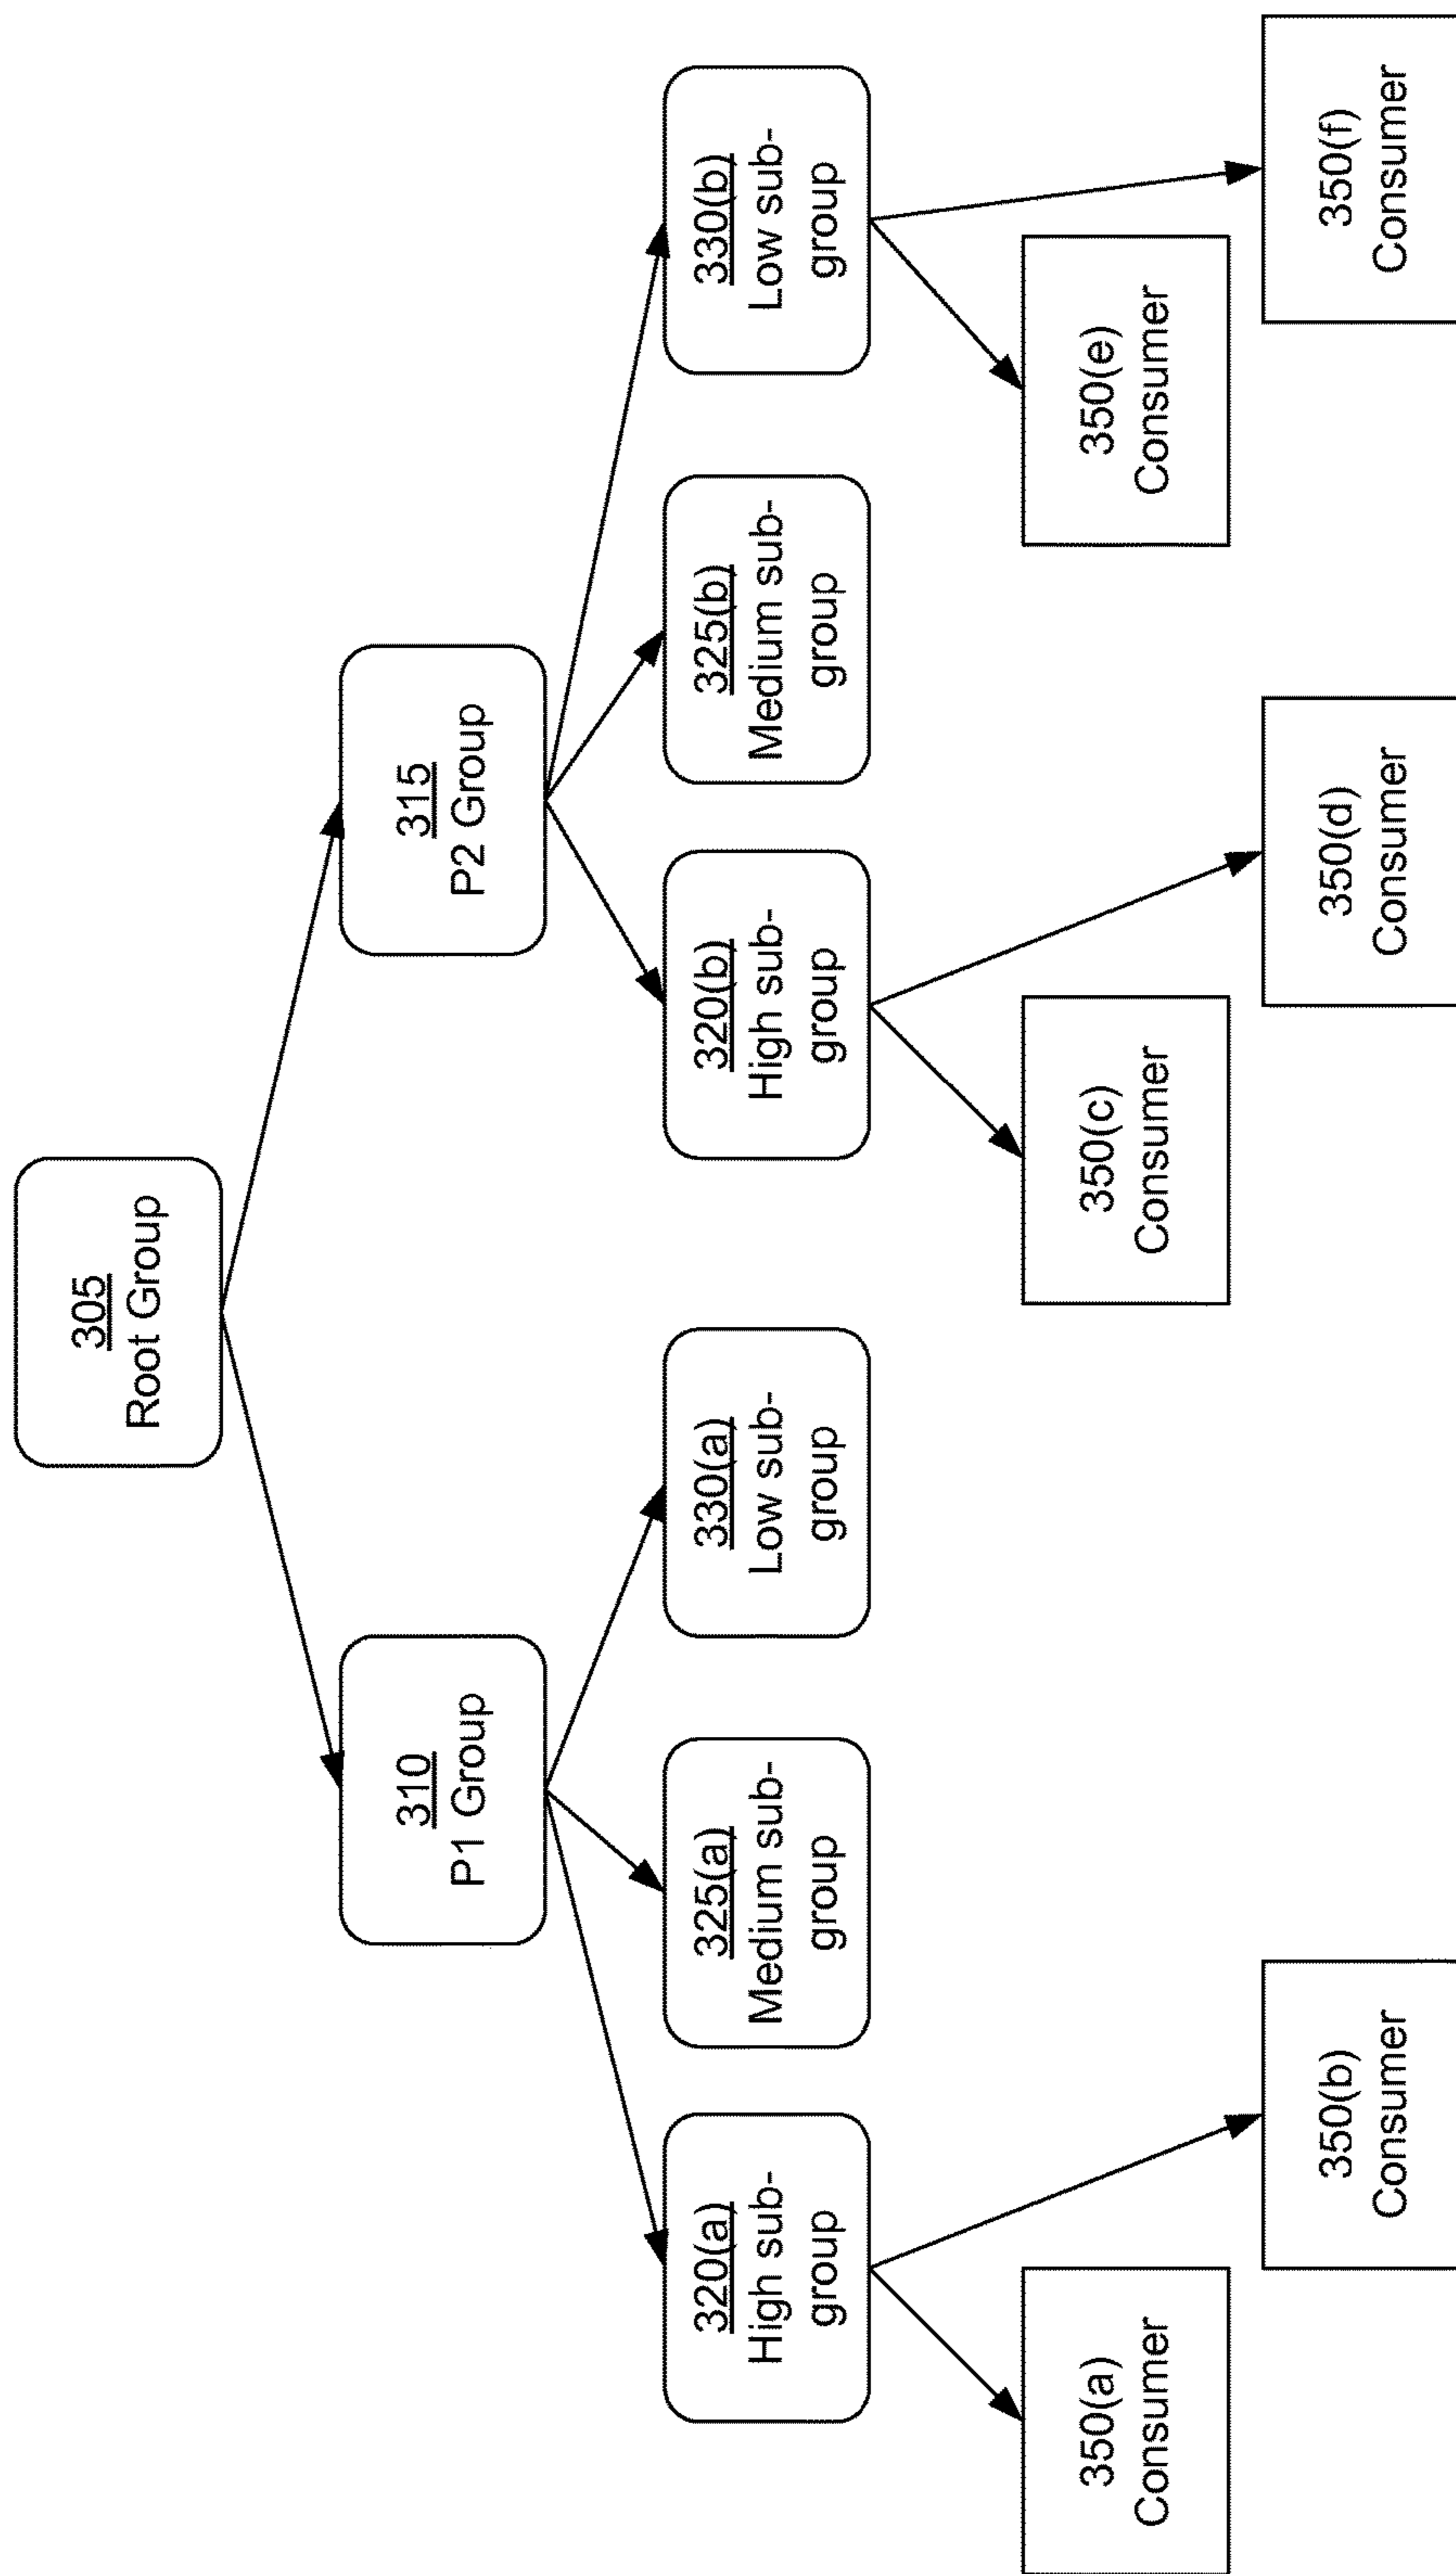 305
Root Group
310
P1 Group
315
P2 Group
320(a)
High sub-
group
325(a)
Medium sub-
group
330(a)
Low sub-
group
320(b)
High sub-
group
325(b)
Medium sub-
group
330(b)
Low sub-
group
350(a)
Consumer
350(c)
Consumer
350(e)
Consumer
350(b)
Consumer
350(d)
Consumer
350(f)
Consumer